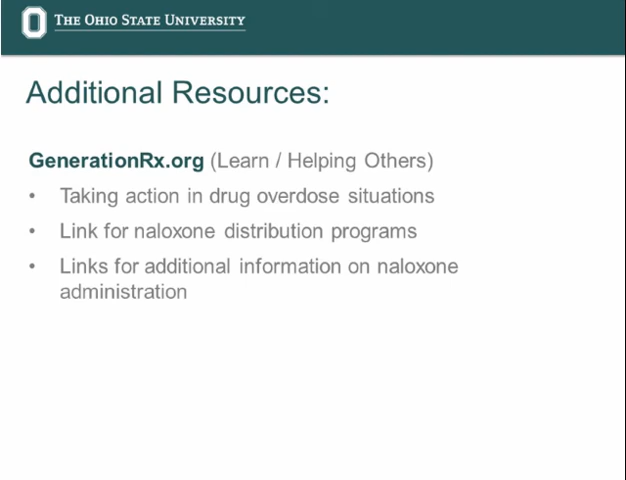 THE OHIO STATE UNIVERSITY
Additional Resources:
GenerationRx.org (Learn / Helping Others)
• Taking action in drug overdose situations
• Link for naloxone distribution programs
• Links for additional information on naloxone
administration